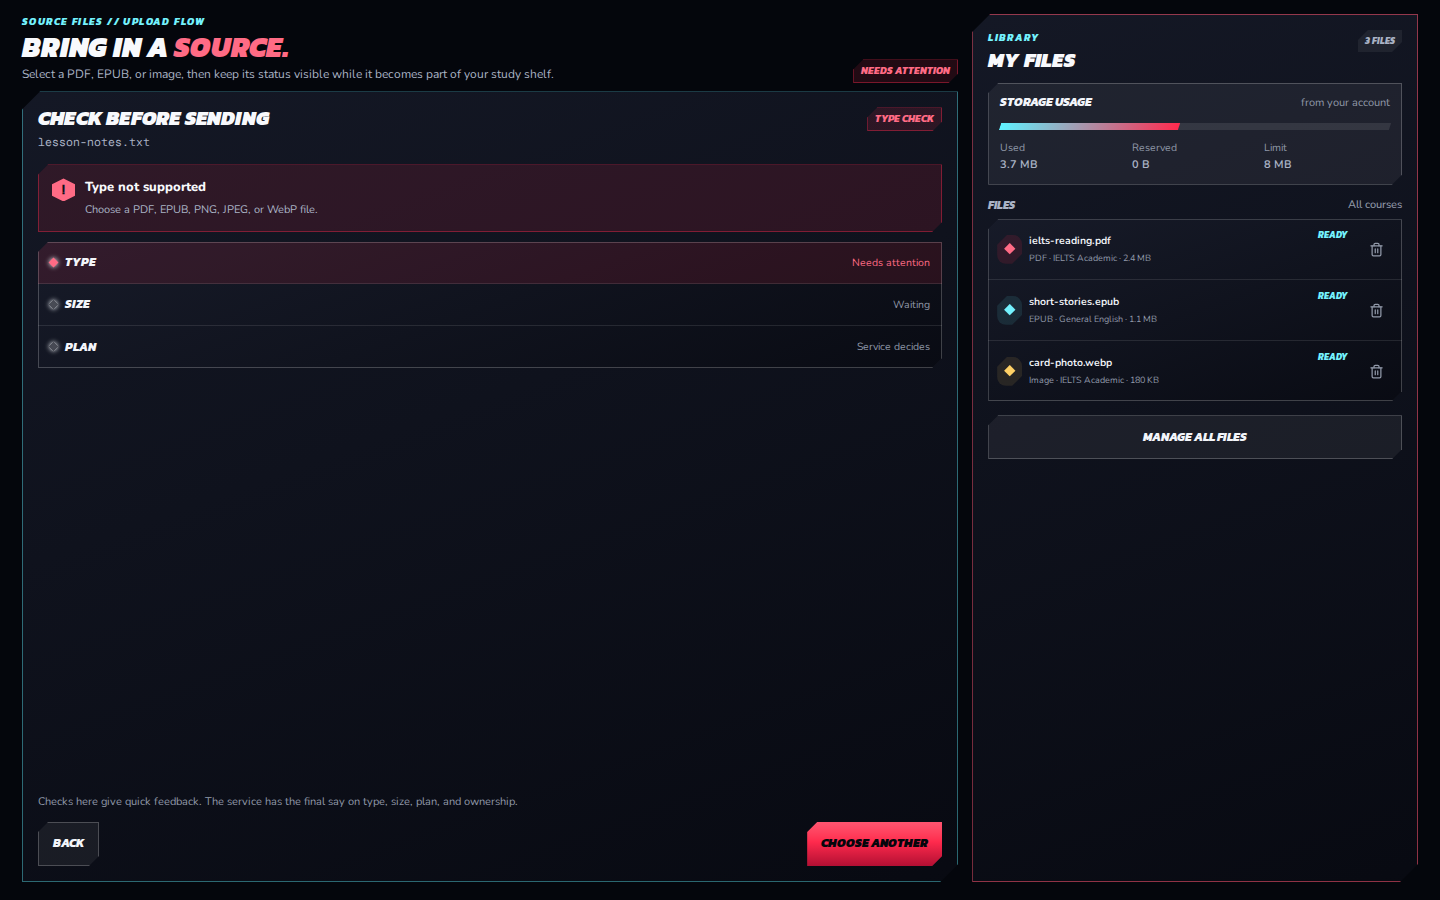 SOURCE FILES // UPLOAD FLOW
BRING IN A SOURCE.
Select a PDF, EPUB, or image, then keep its status visible while it becomes part of your study shelf.
NEEDS ATTENTION
CHECK BEFORE SENDING
lesson-notes.txt
TYPE CHECK
!
Type not supported
Choose a PDF, EPUB, PNG, JPEG, or WebP file.
TYPE
Needs attention
SIZE
Waiting
PLAN
Service decides
Checks here give quick feedback. The service has the final say on type, size, plan, and ownership.
BACK
CHOOSE ANOTHER
LIBRARY
MY FILES
3 FILES
STORAGE USAGE
from your account
Used
Reserved
Limit
3.7 MB
0 B
8 MB
FILES
All courses
ielts-reading.pdf
PDF · IELTS Academic · 2.4 MB
READY
short-stories.epub
EPUB · General English · 1.1 MB
READY
card-photo.webp
Image · IELTS Academic · 180 KB
READY
MANAGE ALL FILES